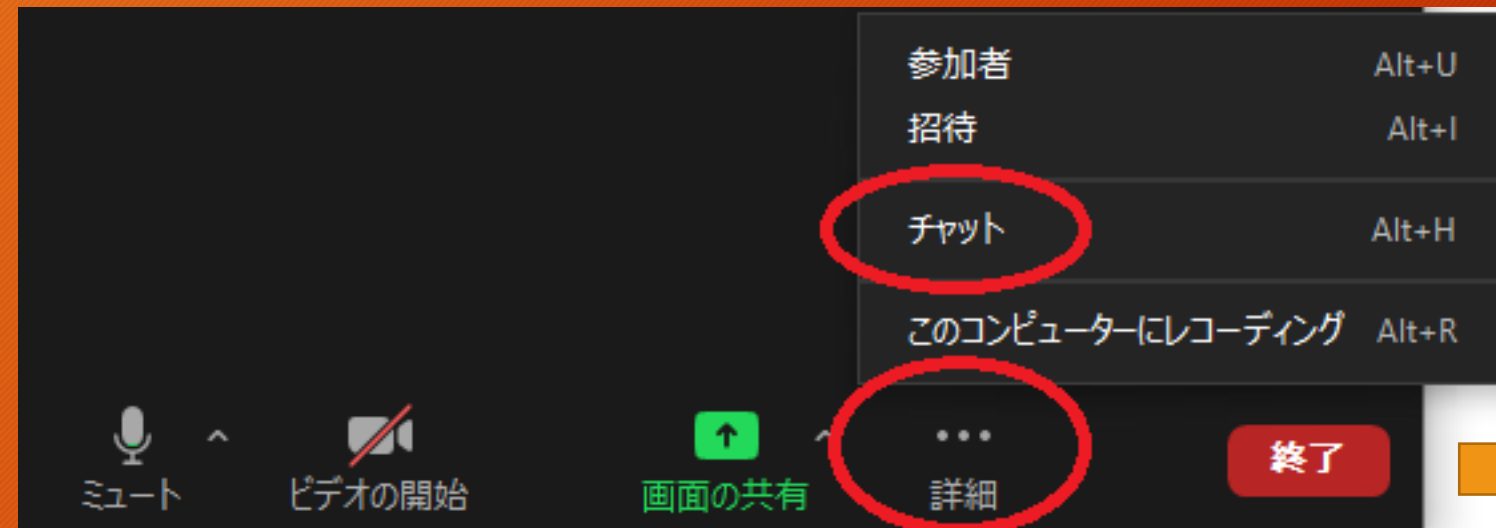 参加者 Alt+U
招待 Alt+I
チャット Alt+H
このコンピューターにレコーディング Alt+R
ミュート ビデオの開始 画面の共有 詳細 終了